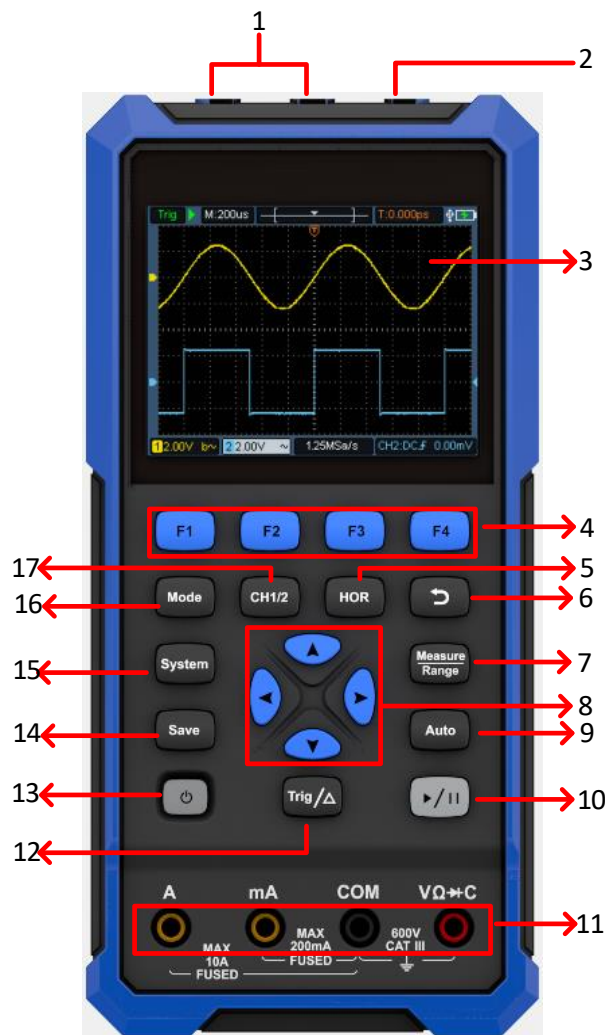 1
2
Trig M:200us T:0.000ps
T
3
1 2.00V b~ 2 2.00V ~ 1.25MSa/s CH2:DC 0.00mV
F1 F2 F3 F4
4
17
5
Mode CH1/2 HOR
16
6
System
Measure
Range
15
7
8
Save
Auto
14
9
13
Trig/△
▶/II
10
12
A mA COM VΩC
11
MAX
10A
FUSED
MAX
200mA
FUSED
600V
CAT III